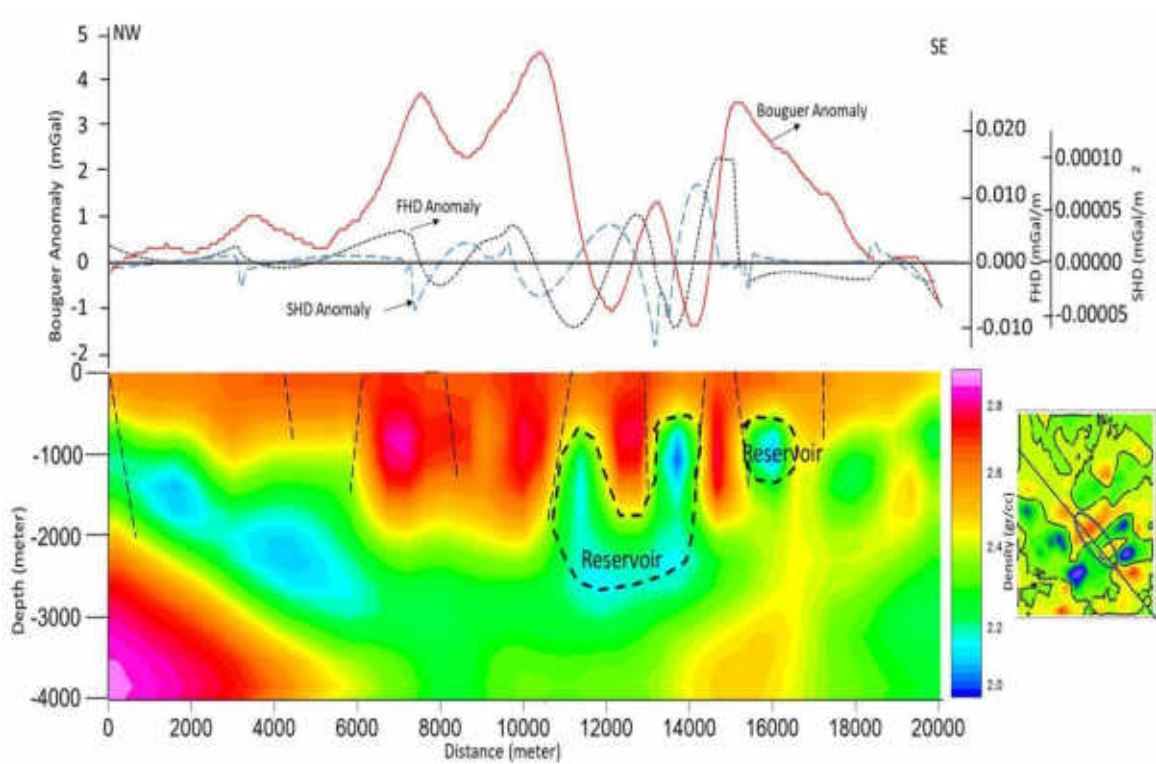 NW
SE
5
4
3
2
1
0
-1
-2
Bouguer Anomaly (mGal)
Bouguer Anomaly
FHD Anomaly
SHD Anomaly
0.020
0.010
0.000
-0.010
FHD (mGal/m
0.00010
0.00005
0.00000
-0.00005
SHD (mGal/m
2
0
-1000
-2000
-3000
-4000
Depth (meter)
Reservoir
Reservoir
0
2000
4000
6000
8000
10000
12000
14000
16000
18000
20000
Distance (meter)
2.8
2.6
2.4
2.2
2.0
Density (gr/cc)